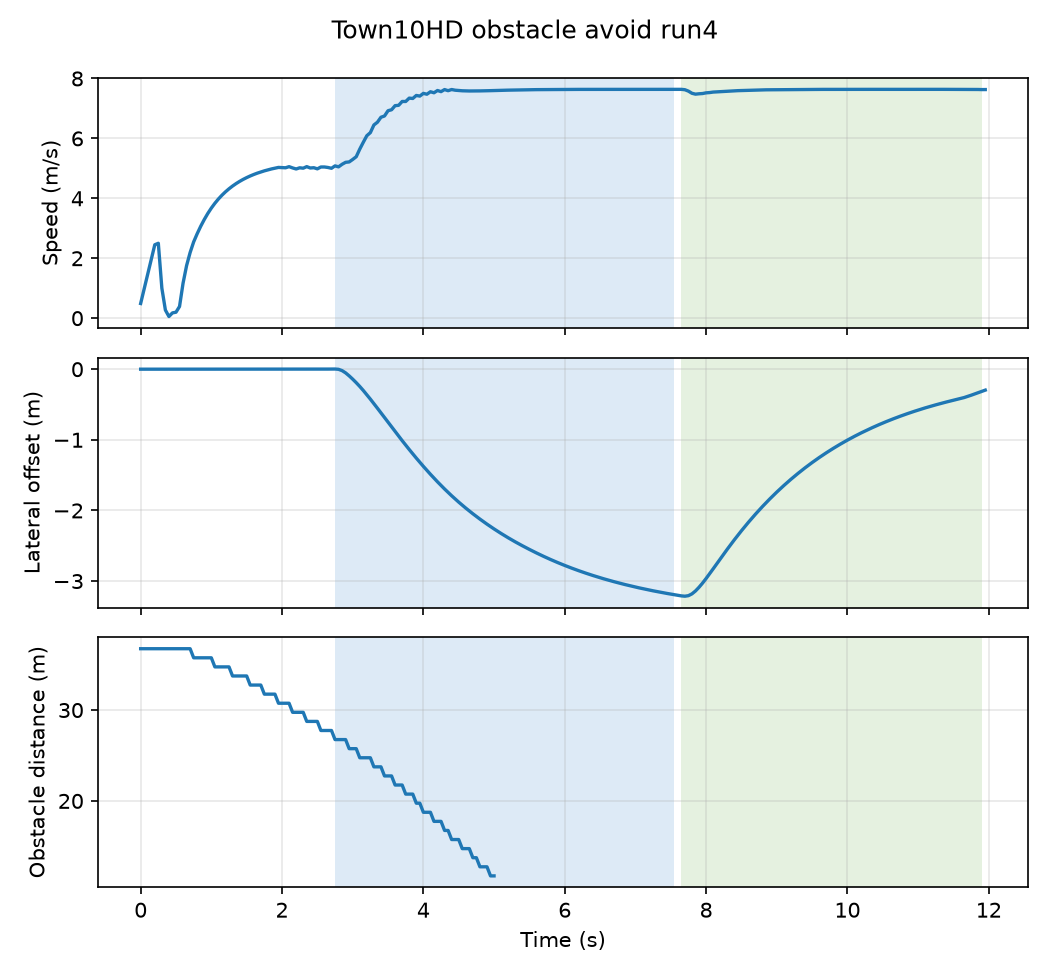 Town10HD obstacle avoid run4
Speed (m/s)
8
6
4
2
0
Lateral offset (m)
0
−1
−2
−3
Obstacle distance (m)
30
20
0 2 4 6 8 10 12
Time (s)